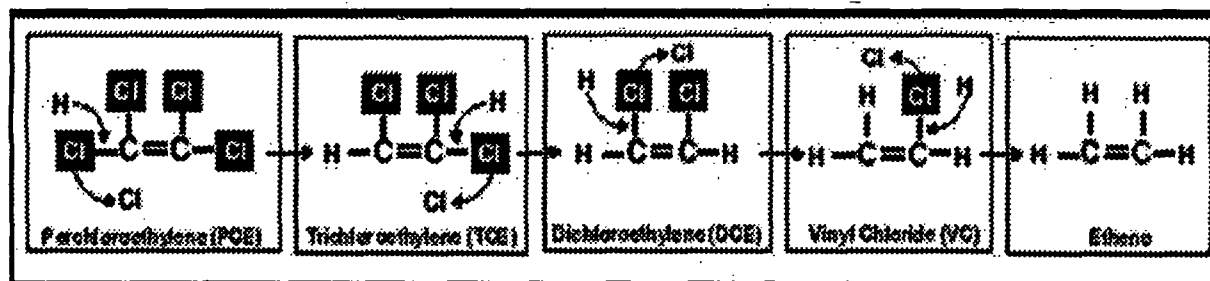 Cl Cl Cl H
H Cl Cl Cl Cl H H Cl Cl H H H H
Cl C=C Cl H C=C Cl H C=C H H C=C H H C=C H
Cl Cl
Perchloroethylene (PCE) Trichloroethylene (TCE) Dichloroethylene (DCE) Vinyl Chloride (VC) Ethene